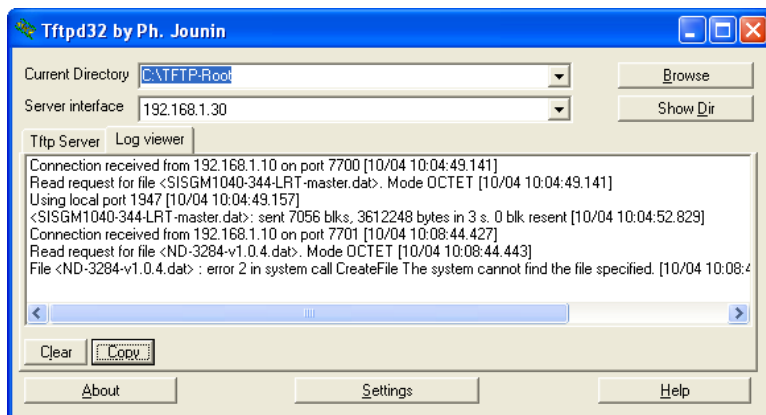 Tftpd32 by Ph. Jounin
Current Directory C:\TFTP-Root Browse
Server interface 192.168.1.30 Show Dir
Tftp Server Log viewer
Connection received from 192.168.1.10 on port 7700 [10/04 10:04:49.141]
Read request for file <SISGM1040-344-LRT-master.dat>. Mode OCTET [10/04 10:04:49.141]
Using local port 1947 [10/04 10:04:49.157]
<SISGM1040-344-LRT-master.dat>: sent 7056 blks, 3612248 bytes in 3 s. 0 blk resent [10/04 10:04:52.829]
Connection received from 192.168.1.10 on port 7701 [10/04 10:08:44.427]
Read request for file <ND-3284-v1.0.4.dat>. Mode OCTET [10/04 10:08:44.443]
File <ND-3284-v1.0.4.dat> : error 2 in system call CreateFile The system cannot find the file specified. [10/04 10:08:4
Clear Copy
About Settings Help